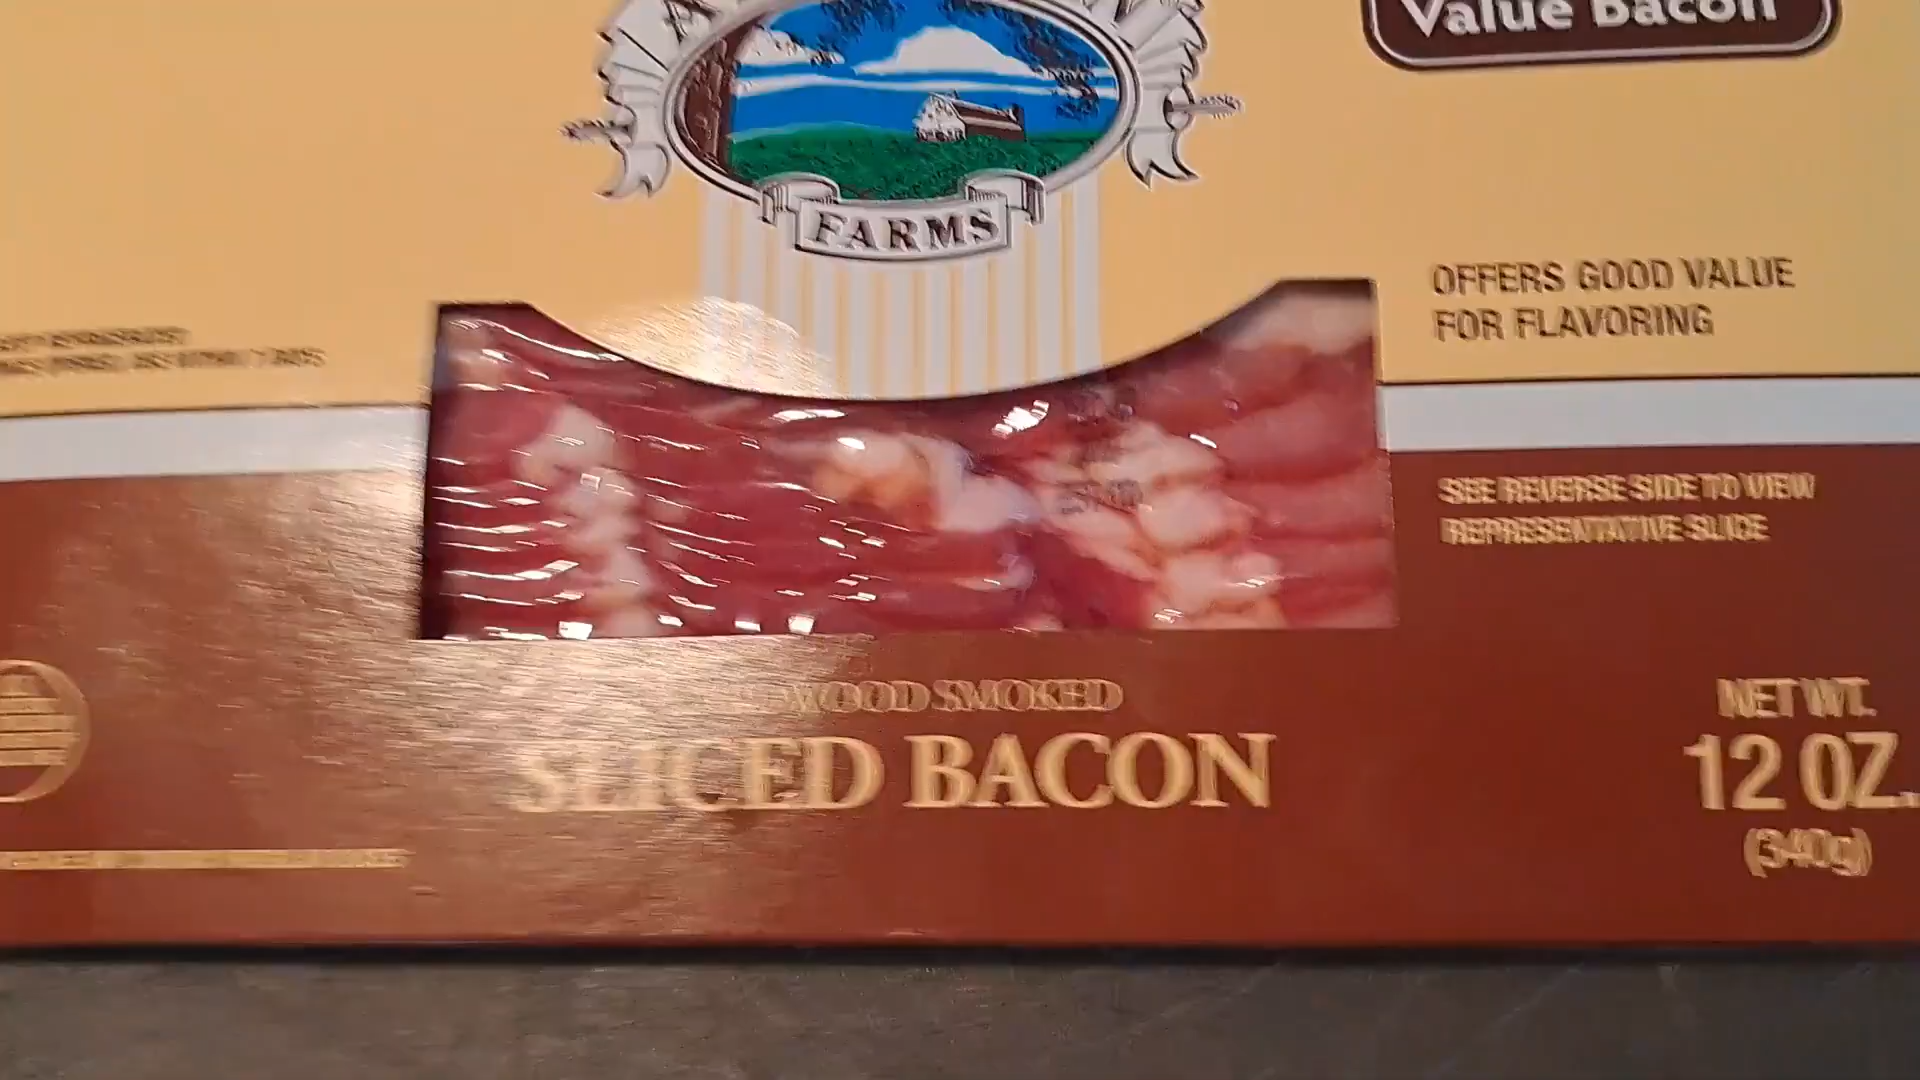 Value Bacon
FARMS
OFFERS GOOD VALUE
FOR FLAVORING
SEE REVERSE SIDE TO VIEW
REPRESENTATIVE SLICE
WOOD SMOKED
SLICED BACON
NET WT.
12 OZ.
(340g)